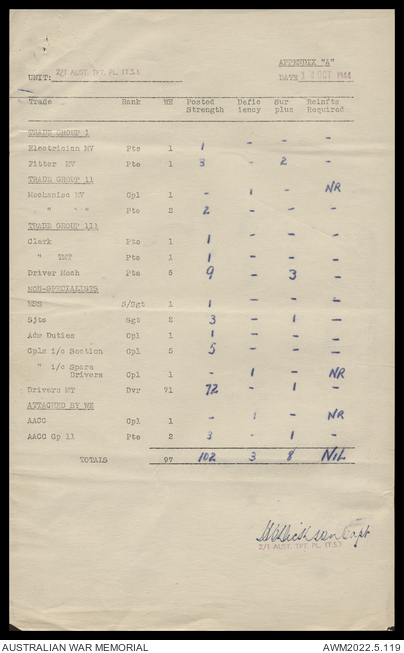 APPENDIX "A"
UNIT: 2/1 AUST. TPT. PL. (T.S.)
DATE 14 OCT 1944
Trade Rank WE Posted Strength Defic iency Sur plus Reinfts Required
TRADE GROUP 1
Electrician MV Pte 1 1 - - -
Fitter MV Pte 1 3 - 2 -
TRADE GROUP 11
Mechanic MV Cpl 1 - 1 - NR
" " Pte 2 2 - - -
TRADE GROUP 111
Clerk Pte 1 1 - - -
" Pte 1 1 - - -
Driver Mech Pte 6 9 - 3 -
NON-SPECIALISTS
S/Sgt 1 1 - - -
Sjts Sgt 2 3 - 1 -
Adm Duties Cpl 1 1 - - -
Cpls i/c Section Cpl 5 5 - - -
" i/c Spare
Drivers Cpl 1 - 1 - NR
Drivers MT Dvr 71 72 - 1 -
ATTACHED BY WE
AACC Cpl 1 - 1 - NR
AACC Gp 11 Pte 2 3 - 1 -
TOTALS 97 102 3 8 NIL
Dickson Capt
2/1 AUST. TPT. PL. (T.S)
AUSTRALIAN WAR MEMORIAL
AWM2022.5.119